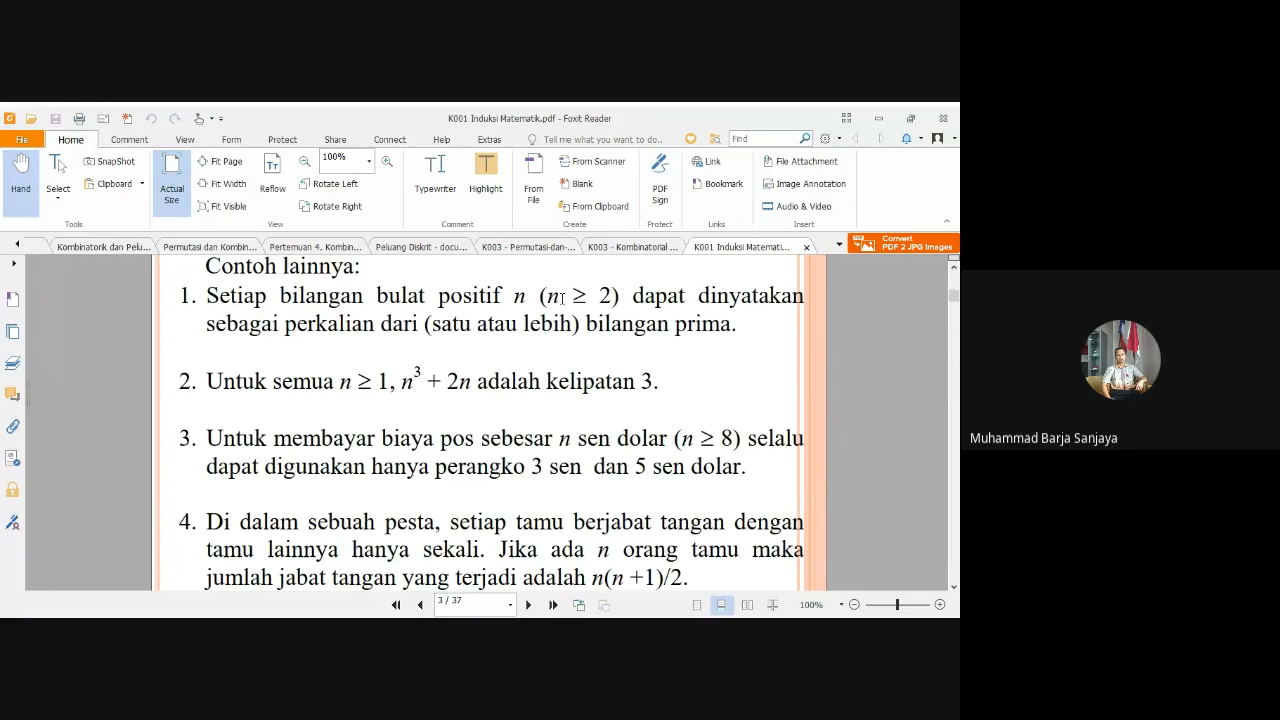 K001 Induksi Matematik.pdf - Foxit Reader
File Home Comment View Form Protect Share Connect Help Extras Tell me what you want to do.. Find
Hand
Select
SnapShot
Clipboard
Actual Size
Fit Page
Fit Width
Fit Visible
Reflow
100%
Rotate Left
Rotate Right
Typewriter
Highlight
From File
From Scanner
Blank
From Clipboard
PDF Sign
Link
Bookmark
File Attachment
Image Annotation
Audio & Video
Tools View Comment Create Protect Links Insert
Kombinatorik dan Pelu... Permutasi dan Kombin... Pertemuan 4. Kombin... Peluang Diskrit - docu... K003 - Permutasi-dan-... K003 - Kombinatorial ... K001 Induksi Matemati...
Convert
PDF 2 JPG Images
Contoh lainnya:
1. Setiap bilangan bulat positif n (n ≥ 2) dapat dinyatakan
sebagai perkalian dari (satu atau lebih) bilangan prima.
2. Untuk semua n ≥ 1, n³ + 2n adalah kelipatan 3.
3. Untuk membayar biaya pos sebesar n sen dolar (n ≥ 8) selalu
dapat digunakan hanya perangko 3 sen dan 5 sen dolar.
4. Di dalam sebuah pesta, setiap tamu berjabat tangan dengan
tamu lainnya hanya sekali. Jika ada n orang tamu maka
jumlah jabat tangan yang terjadi adalah n(n +1)/2.
3 / 37
100%
Muhammad Barja Sanjaya